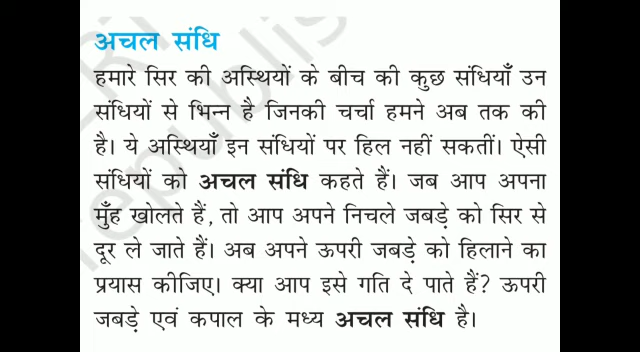 अचल संधि
हमारे सिर की अस्थियों के बीच की कुछ संधियाँ उन
संधियों से भिन्न है जिनकी चर्चा हमने अब तक की
है। ये अस्थियाँ इन संधियों पर हिल नहीं सकतीं। ऐसी
संधियों को अचल संधि कहते हैं। जब आप अपना
मुँह खोलते हैं, तो आप अपने निचले जबड़े को सिर से
दूर ले जाते हैं। अब अपने ऊपरी जबड़े को हिलाने का
प्रयास कीजिए। क्या आप इसे गति दे पाते हैं? ऊपरी
जबड़े एवं कपाल के मध्य अचल संधि है।